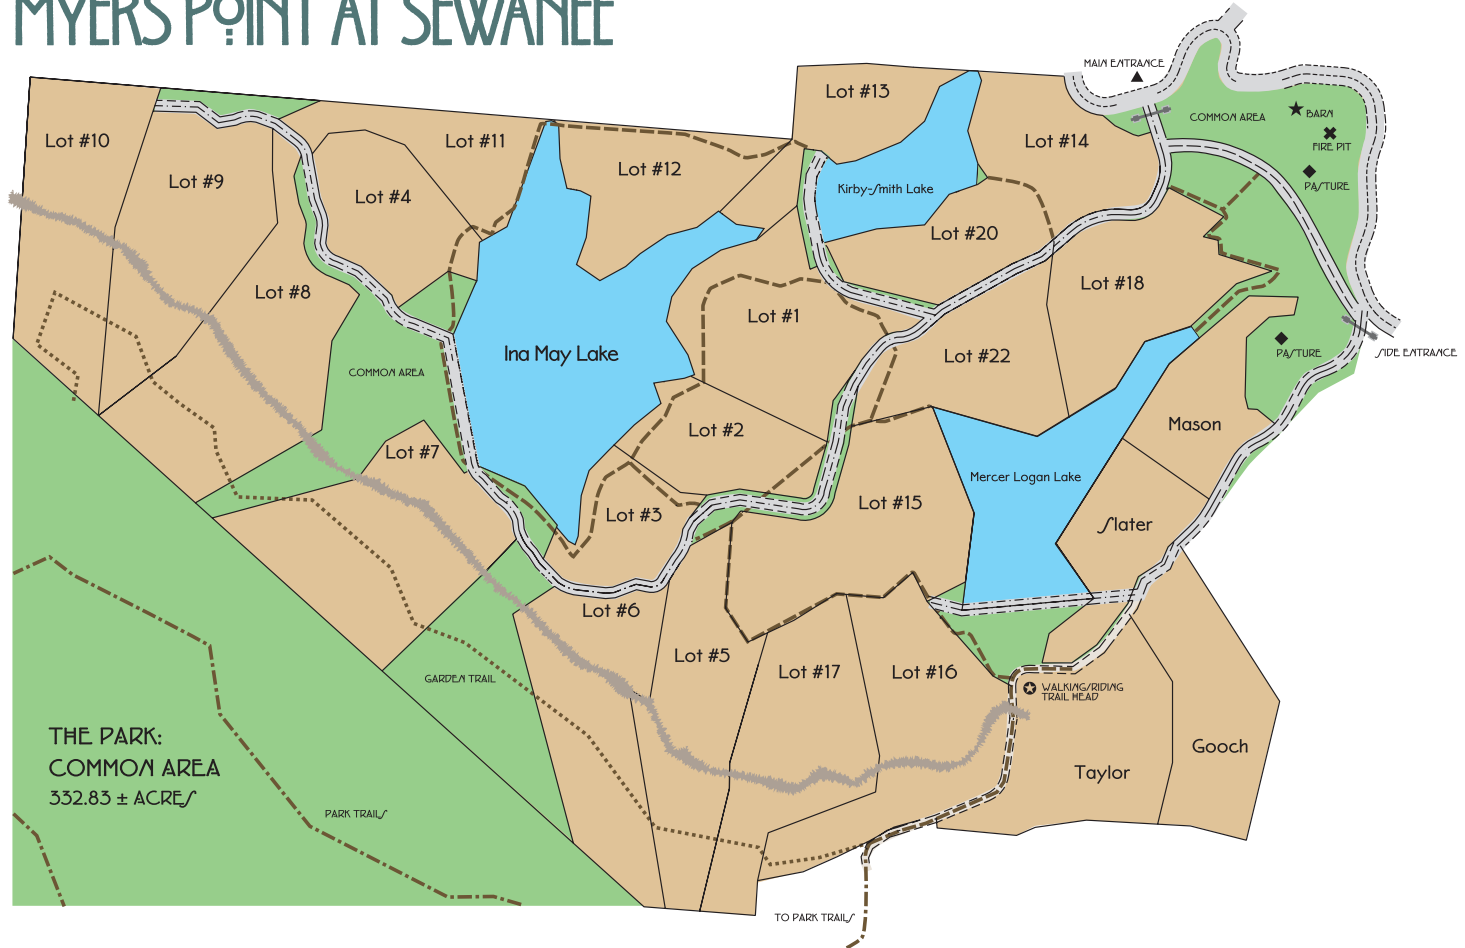 MYERS POINT AT SEWANEE
MAIN ENTRANCE
Lot #13
COMMON AREA
BARN
Lot #10
Lot #11
Lot #14
FIRE PIT
Lot #12
Lot #9
Kirby-Smith Lake
PASTURE
Lot #4
Lot #20
Lot #8
Lot #18
Lot #1
Ina May Lake
Lot #22
PASTURE
SIDE ENTRANCE
COMMON AREA
Lot #2
Mason
Lot #7
Mercer Logan Lake
Lot #15
Lot #3
Slater
Lot #6
Lot #5
Lot #17
Lot #16
GARDEN TRAIL
WALKING/RIDING
TRAIL HEAD
THE PARK:
COMMON AREA
332.83 ± ACRES
Gooch
Taylor
PARK TRAILS
TO PARK TRAILS